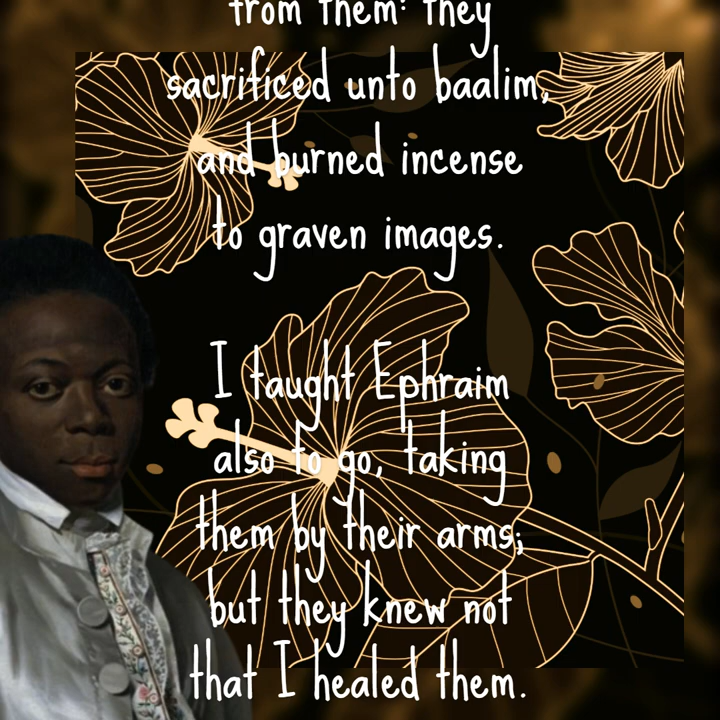 from them: they
sacrificed unto baalim,
and burned incense
to graven images.
I taught Ephraim
also to go, taking
them by their arms;
but they knew not
that I healed them.